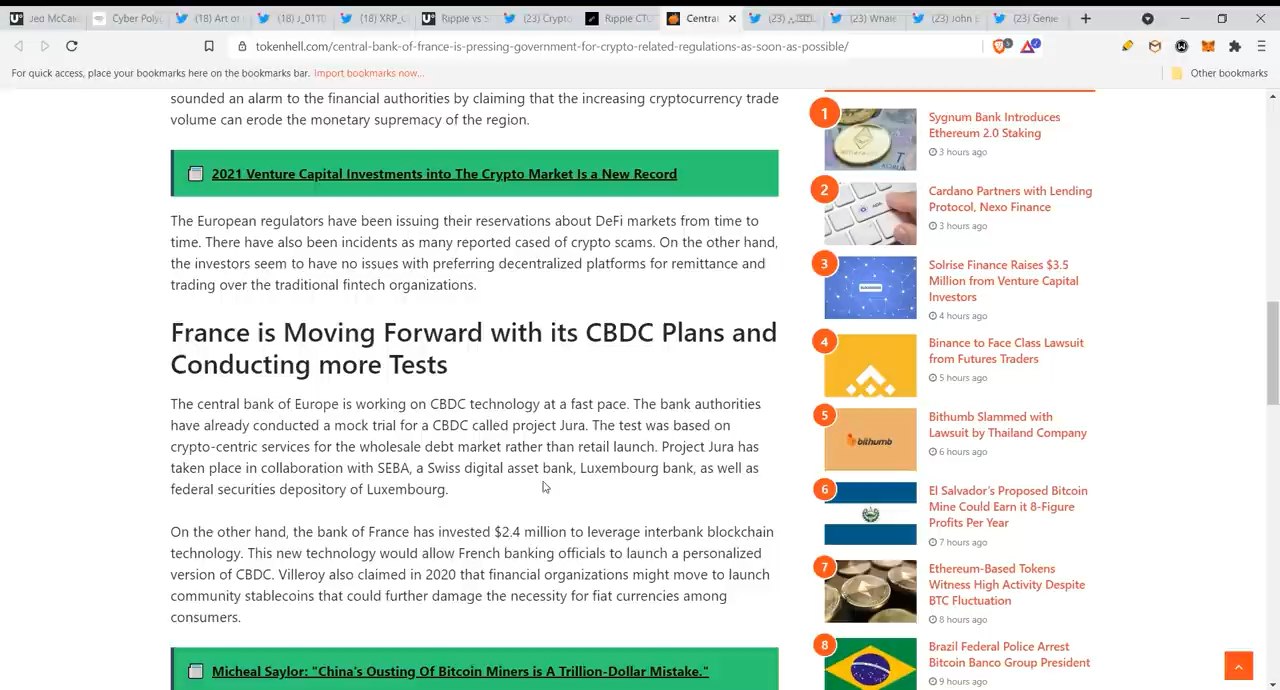 Jed McCale
Cyber Polyg
(18) Art of
(18) J_0110
(18) XRP_C
Ripple vs S
(23) Crypto
Ripple CTO
Centra
(23)
(23) Whale
(23) John E
(23) Genie
tokenhell.com/central-bank-of-france-is-pressing-government-for-crypto-related-regulations-as-soon-as-possible/
For quick access, place your bookmarks here on the bookmarks bar. Import bookmarks now...
Other bookmarks
sounded an alarm to the financial authorities by claiming that the increasing cryptocurrency trade
volume can erode the monetary supremacy of the region.
2021 Venture Capital Investments into The Crypto Market Is a New Record
The European regulators have been issuing their reservations about DeFi markets from time to
time. There have also been incidents as many reported cased of crypto scams. On the other hand,
the investors seem to have no issues with preferring decentralized platforms for remittance and
trading over the traditional fintech organizations.
France is Moving Forward with its CBDC Plans and
Conducting more Tests
The central bank of Europe is working on CBDC technology at a fast pace. The bank authorities
have already conducted a mock trial for a CBDC called project Jura. The test was based on
crypto-centric services for the wholesale debt market rather than retail launch. Project Jura has
taken place in collaboration with SEBA, a Swiss digital asset bank, Luxembourg bank, as well as
federal securities depository of Luxembourg.
On the other hand, the bank of France has invested $2.4 million to leverage interbank blockchain
technology. This new technology would allow French banking officials to launch a personalized
version of CBDC. Villeroy also claimed in 2020 that financial organizations might move to launch
community stablecoins that could further damage the necessity for fiat currencies among
consumers.
Micheal Saylor: "China's Ousting Of Bitcoin Miners is A Trillion-Dollar Mistake."
1
Sygnum Bank Introduces
Ethereum 2.0 Staking
3 hours ago
2
Cardano Partners with Lending
Protocol, Nexo Finance
3 hours ago
3
Solrise Finance Raises $3.5
Million from Venture Capital
Investors
4 hours ago
4
Binance to Face Class Lawsuit
from Futures Traders
5 hours ago
5
bithumb
Bithumb Slammed with
Lawsuit by Thailand Company
6 hours ago
6
El Salvador's Proposed Bitcoin
Mine Could Earn it 8-Figure
Profits Per Year
7 hours ago
7
Ethereum-Based Tokens
Witness High Activity Despite
BTC Fluctuation
8 hours ago
8
Brazil Federal Police Arrest
Bitcoin Banco Group President
9 hours ago